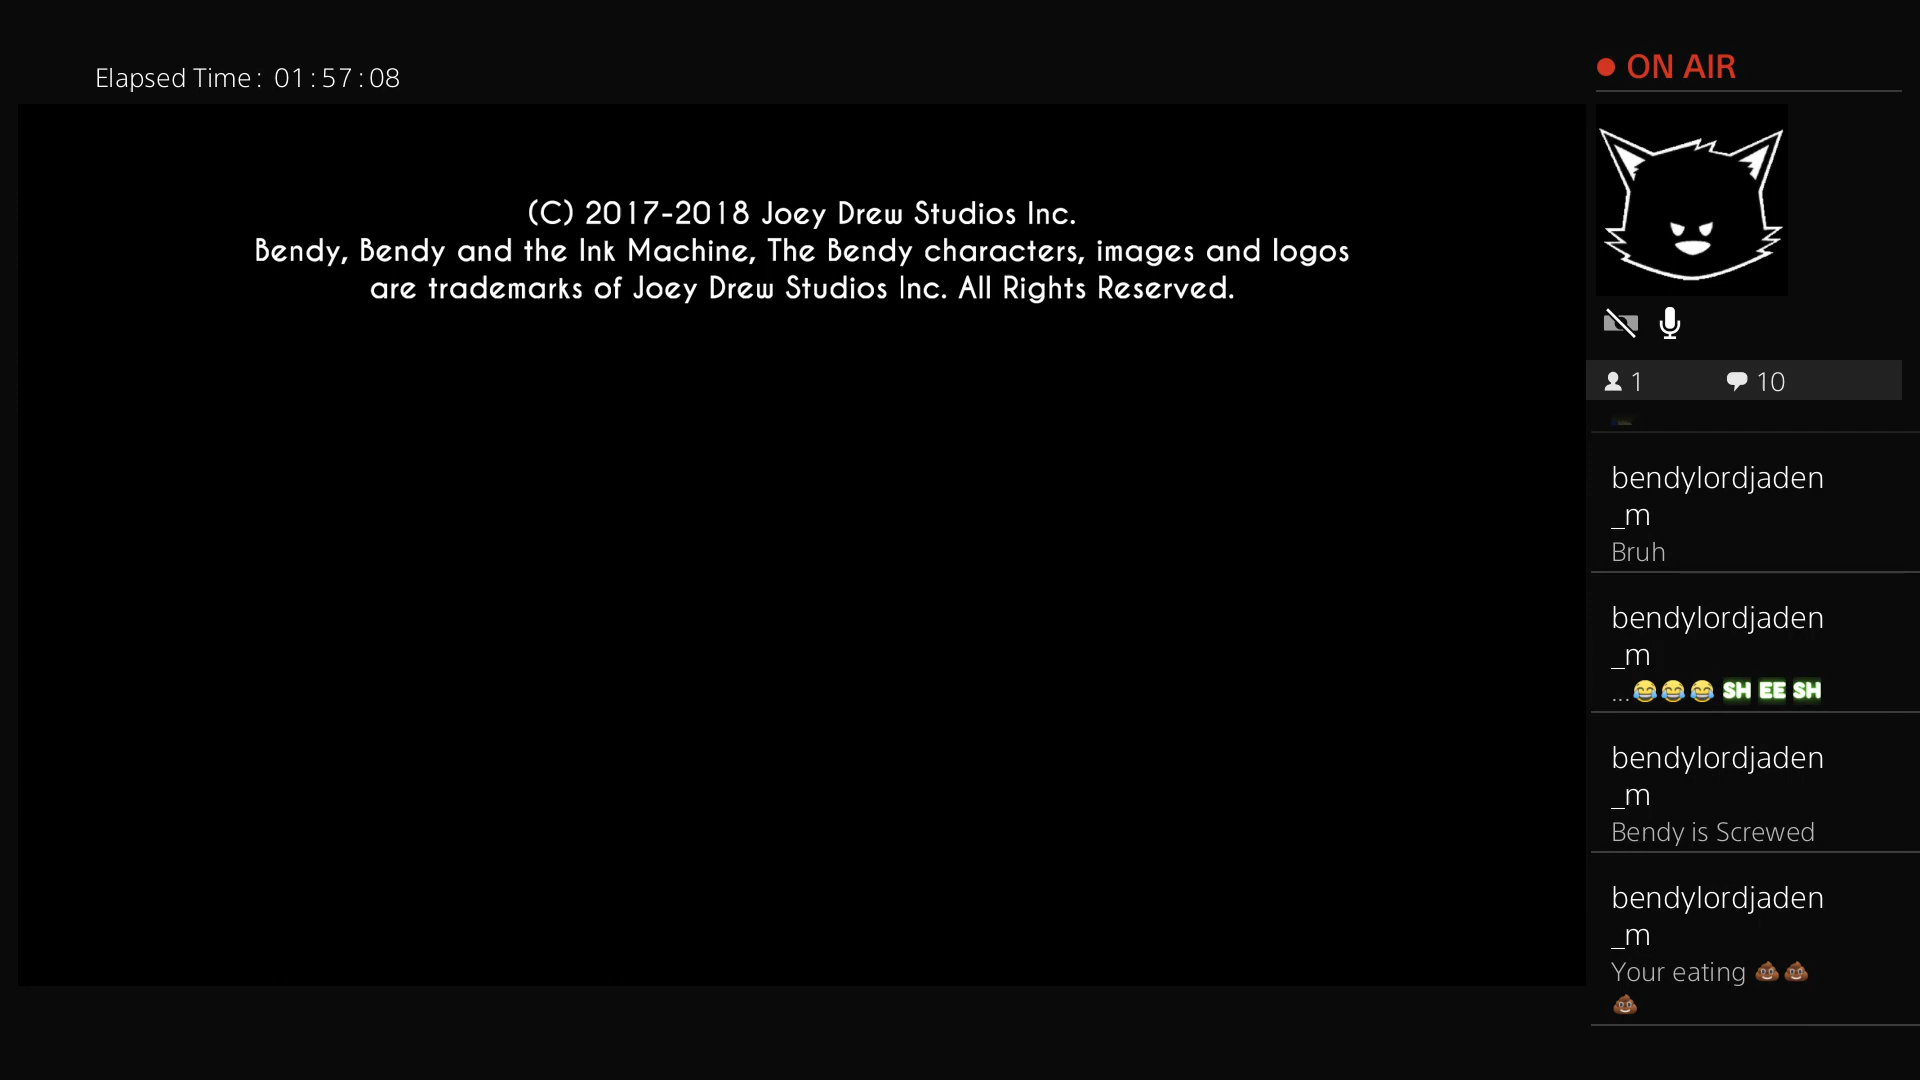 Elapsed Time: 01:57:08
ON AIR
(C) 2017-2018 Joey Drew Studios Inc.
Bendy, Bendy and the Ink Machine, The Bendy characters, images and logos
are trademarks of Joey Drew Studios Inc. All Rights Reserved.
1 10
bendylordjaden
_m
Bruh
bendylordjaden
_m
...😂😂😂 SH EE SH
bendylordjaden
_m
Bendy is Screwed
bendylordjaden
_m
Your eating 💩💩
💩